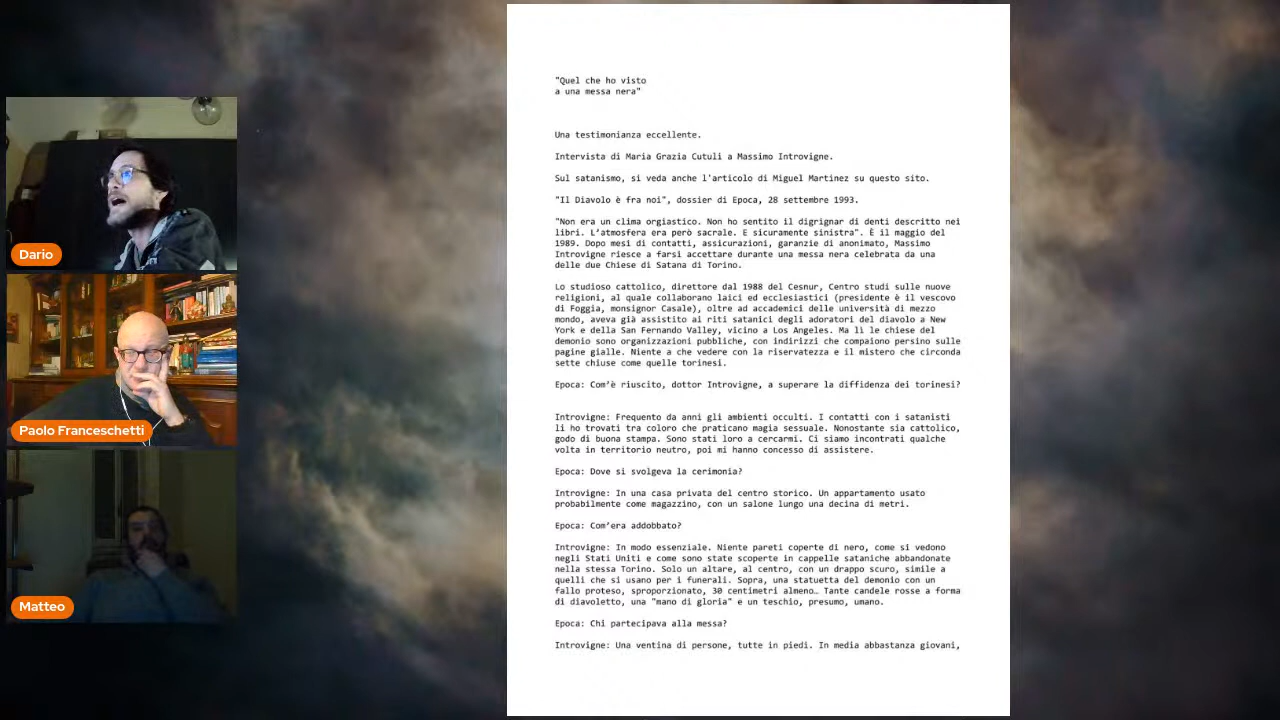 Dario
Paolo Franceschetti
Matteo
"Quel che ho visto
a una messa nera"
Una testimonianza eccellente.
Intervista di Maria Grazia Cutuli a Massimo Introvigne.
Sul satanismo, si veda anche l'articolo di Miguel Martinez su questo sito.
"Il Diavolo è fra noi", dossier di Epoca, 28 settembre 1993.
"Non era un clima orgiastico. Non ho sentito il digrignar di denti descritto nei
libri. L'atmosfera era però sacrale. E sicuramente sinistra". È il maggio del
1989. Dopo mesi di contatti, assicurazioni, garanzie di anonimato, Massimo
Introvigne riesce a farsi accettare durante una messa nera celebrata da una
delle due Chiese di Satana di Torino.
Lo studioso cattolico, direttore dal 1988 del Cesnur, Centro studi sulle nuove
religioni, al quale collaborano laici ed ecclesiastici (presidente è il vescovo
di Foggia, monsignor Casale), oltre ad accademici delle università di mezzo
mondo, aveva già assistito ai riti satanici degli adoratori del diavolo a New
York e della San Fernando Valley, vicino a Los Angeles. Ma lì le chiese del
demonio sono organizzazioni pubbliche, con indirizzi che compaiono persino sulle
pagine gialle. Niente a che vedere con la riservatezza e il mistero che circonda
sette chiuse come quelle torinesi.
Epoca: Com'è riuscito, dottor Introvigne, a superare la diffidenza dei torinesi?
Introvigne: Frequento da anni gli ambienti occulti. I contatti con i satanisti
li ho trovati tra coloro che praticano magia sessuale. Nonostante sia cattolico,
godo di buona stampa. Sono stati loro a cercarmi. Ci siamo incontrati qualche
volta in territorio neutro, poi mi hanno concesso di assistere.
Epoca: Dove si svolgeva la cerimonia?
Introvigne: In una casa privata del centro storico. Un appartamento usato
probabilmente come magazzino, con un salone lungo una decina di metri.
Epoca: Com'era addobbato?
Introvigne: In modo essenziale. Niente pareti coperte di nero, come si vedono
negli Stati Uniti e come sono state scoperte in cappelle sataniche abbandonate
nella stessa Torino. Solo un altare, al centro, con un drappo scuro, simile a
quelli che si usano per i funerali. Sopra, una statuetta del demonio con un
fallo proteso, sproporzionato, 30 centimetri almeno… Tante candele rosse a forma
di diavoletto, una "mano di gloria" e un teschio, presumo, umano.
Epoca: Chi partecipava alla messa?
Introvigne: Una ventina di persone, tutte in piedi. In media abbastanza giovani,